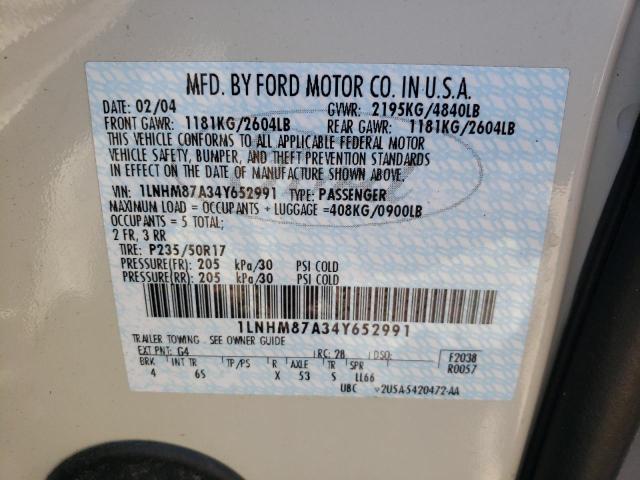 MFD. BY FORD MOTOR CO. IN U.S.A.
DATE: 02/04 GVWR: 2195KG/4840LB
FRONT GAWR: 1181KG/2604LB REAR GAWR: 1181KG/2604LB
THIS VEHICLE CONFORMS TO ALL APPLICABLE FEDERAL MOTOR
VEHICLE SAFETY, BUMPER, AND THEFT PREVENTION STANDARDS
IN EFFECT ON THE DATE OF MANUFACTURE SHOWN ABOVE.
VIN: 1LNHM87A34Y652991 TYPE: PASSENGER
MAXIMUM LOAD = OCCUPANTS + LUGGAGE = 408KG/0900LB
OCCUPANTS = 5 TOTAL;
2 FR, 3 RR
TIRE: P235/50R17
PRESSURE(FR): 205 kPa/30 PSI COLD
PRESSURE(RR): 205 kPa/30 PSI COLD
1LNHM87A34Y652991
TRAILER TOWING - SEE OWNER GUIDE
EXT PNT: G4 RC: 28 DSO: F2038
BRK INT TR TP/PS R AXLE TR SPR R0057
4 6S X 53 S LL66
UBC v2U5A-5420472-AA